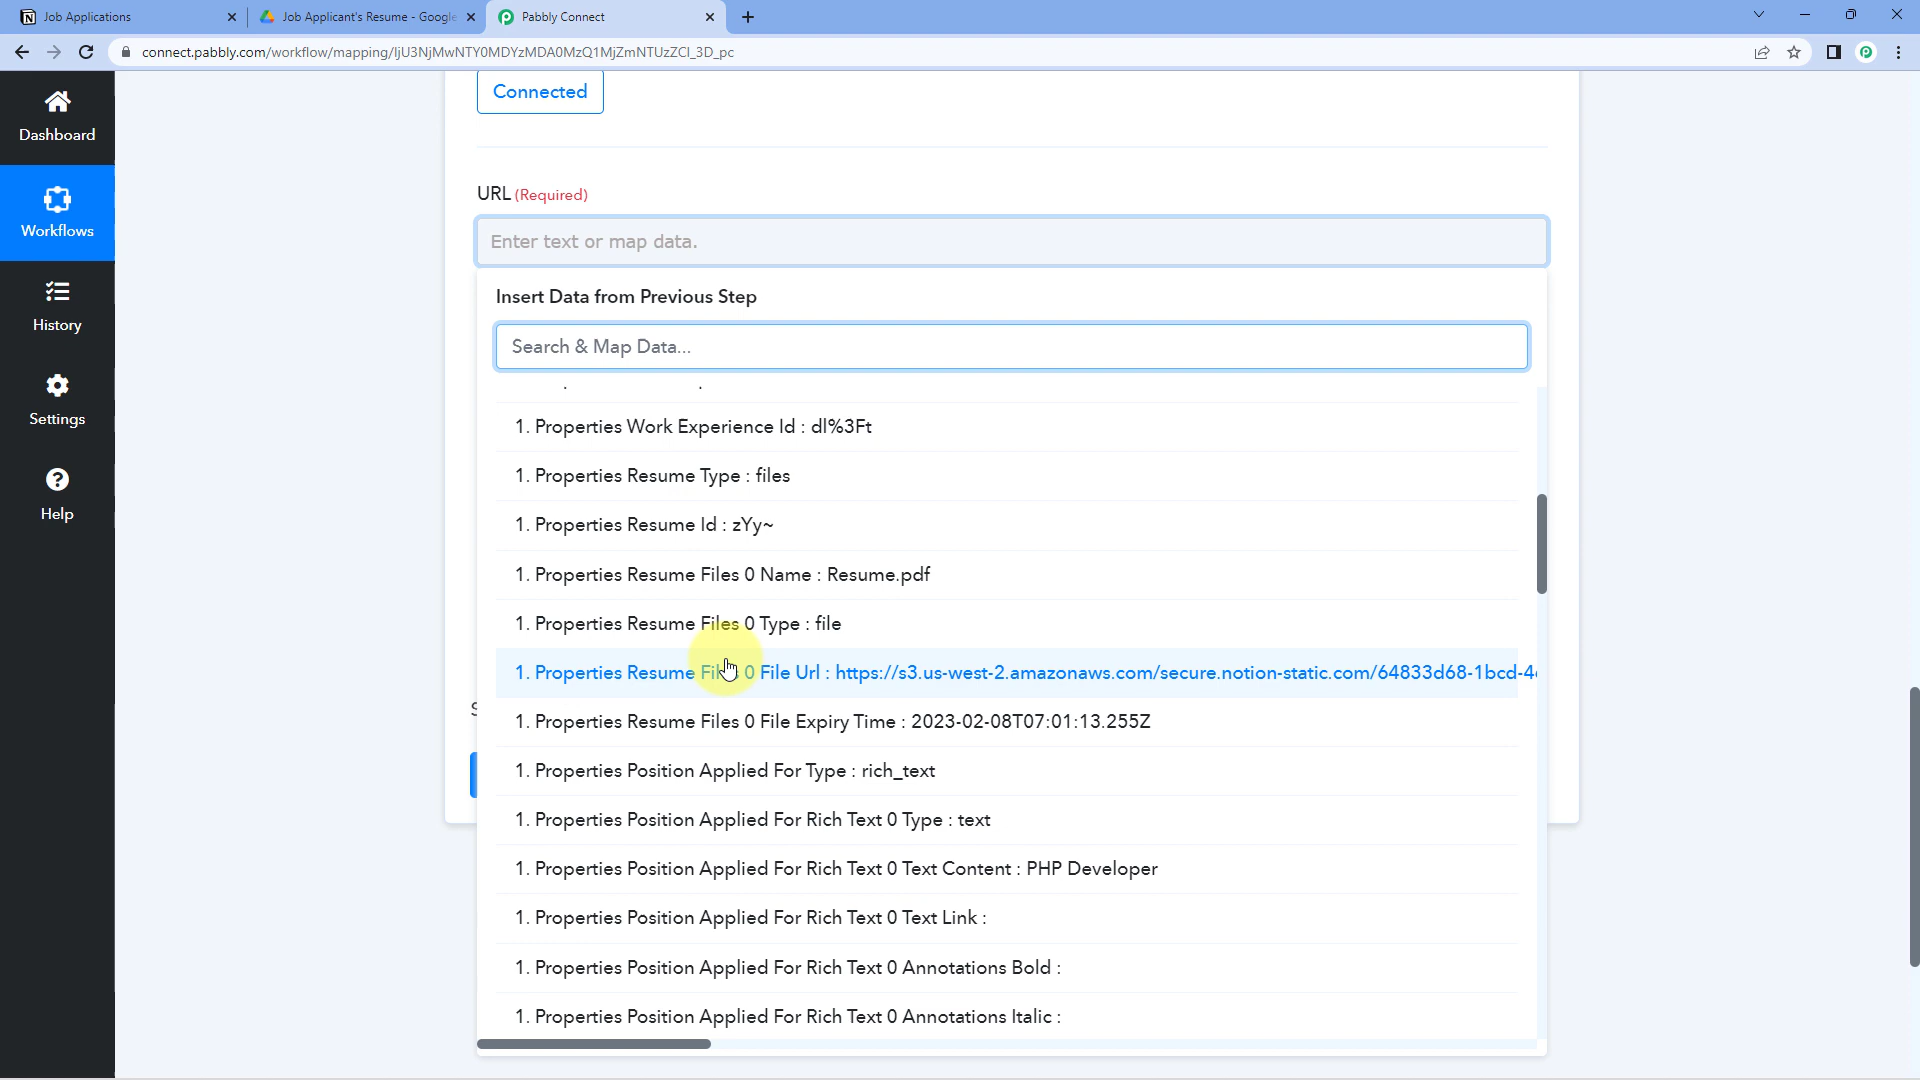 Job Applications
Job Applicant's Resume - Google
Pabbly Connect
connect.pabbly.com/workflow/mapping/IjU3NjMwNTY0MDYzMDA0MzQ1MjZmNTUzZCI_3D_pc
Dashboard
Workflows
History
Settings
Help
Connected
URL (Required)
Enter text or map data.
Insert Data from Previous Step
Search & Map Data...
1. Properties Work Experience Id : dl%3Ft
1. Properties Resume Type : files
1. Properties Resume Id : zYy~
1. Properties Resume Files 0 Name : Resume.pdf
1. Properties Resume Files 0 Type : file
1. Properties Resume Files 0 File Url : https://s3.us-west-2.amazonaws.com/secure.notion-static.com/64833d68-1bcd-4
1. Properties Resume Files 0 File Expiry Time : 2023-02-08T07:01:13.255Z
1. Properties Position Applied For Type : rich_text
1. Properties Position Applied For Rich Text 0 Type : text
1. Properties Position Applied For Rich Text 0 Text Content : PHP Developer
1. Properties Position Applied For Rich Text 0 Text Link :
1. Properties Position Applied For Rich Text 0 Annotations Bold :
1. Properties Position Applied For Rich Text 0 Annotations Italic :